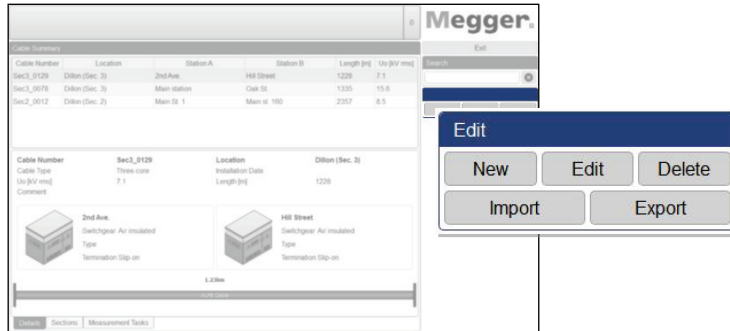 Megger.
Cable Summary
Exit
Cable Number Location Station A Station B Length [m] Uo [kV rms]
Search
Sec3_0129 Dillon (Sec. 3) 2nd Ave. Hill Street 1228 7.1
Sec3_0078 Dillon (Sec. 3) Main station Oak St. 1335 15.6
Sec2_0012 Dillon (Sec. 2) Main St. 1 Main st. 160 2357 8.5
Edit
New Edit Delete
Import Export
Cable Number Sec3_0129 Location Dillon (Sec. 3)
Cable Type Three-core Installation Date
Uo [kV rms] 7.1 Length [m] 1228
Comment
2nd Ave.
Switchgear Air insulated
Type
Termination Slip-on
Hill Street
Switchgear Air insulated
Type
Termination Slip-on
1.23km
Details Sections Measurement Tasks